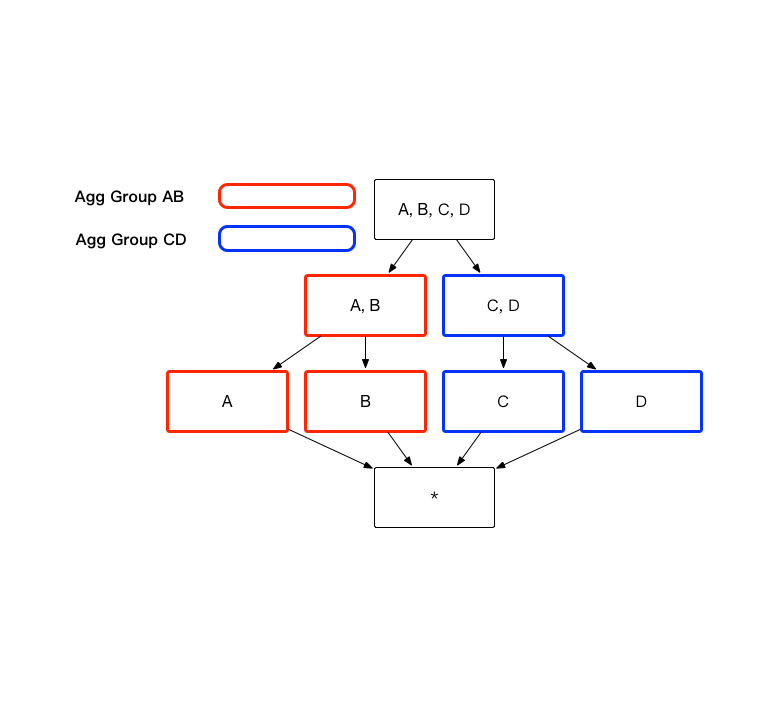 Agg Group AB
A, B, C, D
Agg Group CD
A, B
C, D
A
B
C
D
*